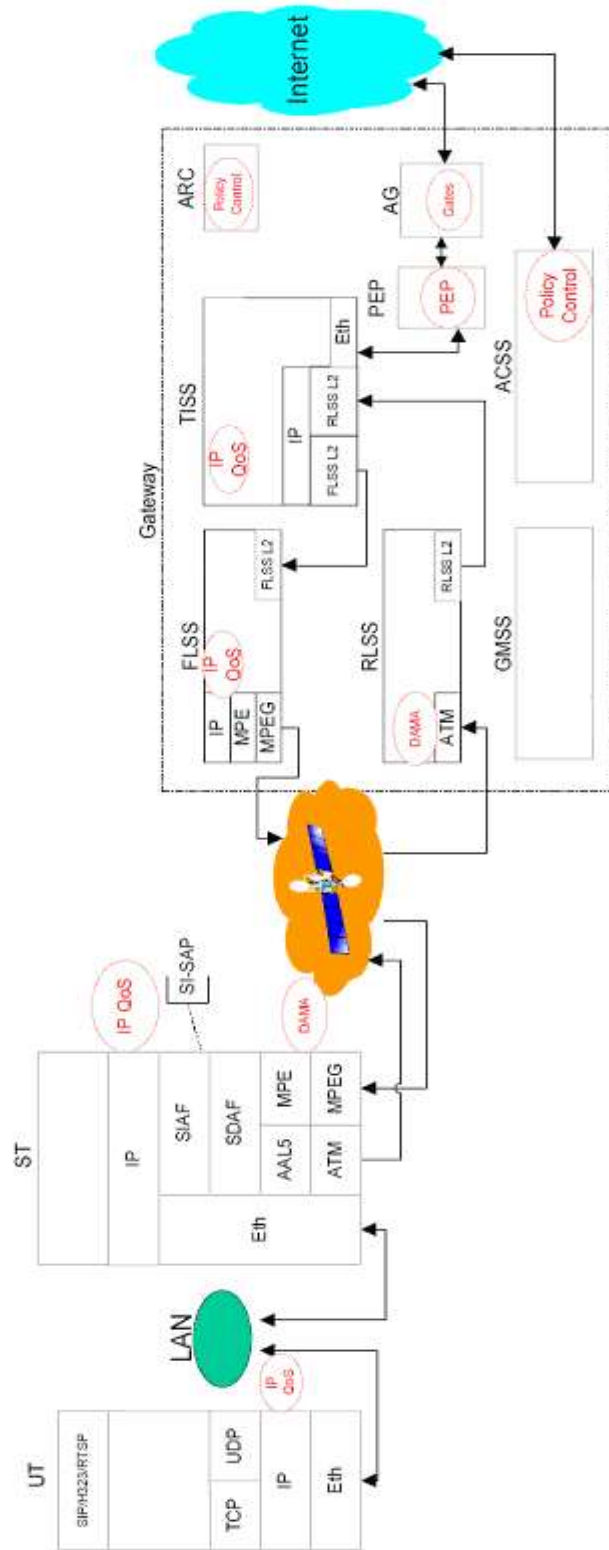 UT
SIP/H323/RTSP
TCP
UDP
IP
Eth
IP
QoS
LAN
ST
IP
Eth
SIAF
SDAF
AAL5
MPE
ATM
MPEG
IP QoS
SI-SAP
DAMA
Gateway
FLSS
IP
MPE
MPEG
IP
QoS
FLSS L2
RLSS
DAMA
ATM
RLSS L2
GMSS
TISS
IP
QoS
IP
FLSS L2
RLSS L2
Eth
ARC
Policy
Control
PEP
PEP
AG
Gates
ACSS
Policy
Control
Internet